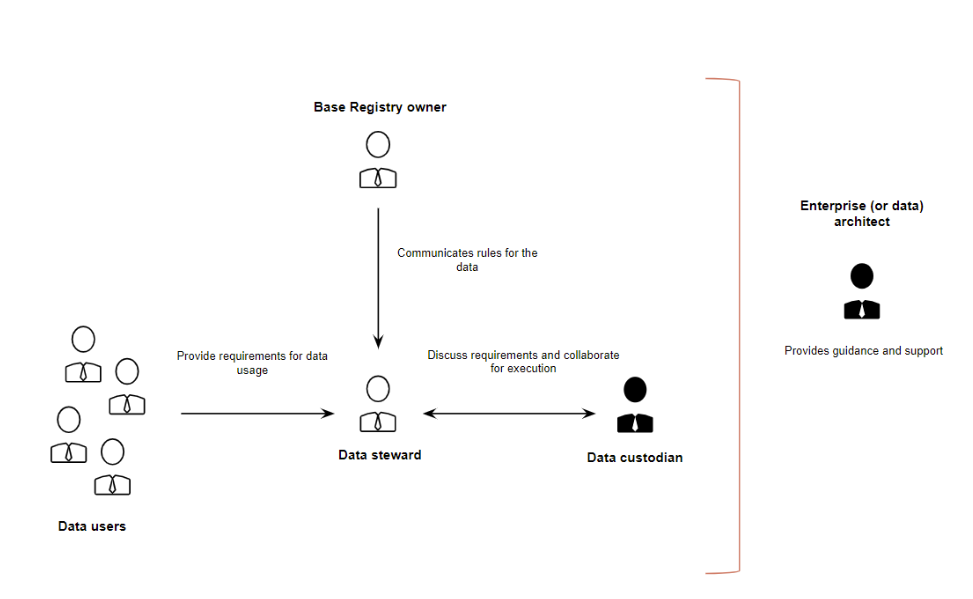 Base Registry owner
Enterprise (or data)
architect
Communicates rules for the
data
Provides guidance and support
Provide requirements for data
usage
Discuss requirements and collaborate
for execution
Data steward
Data custodian
Data users